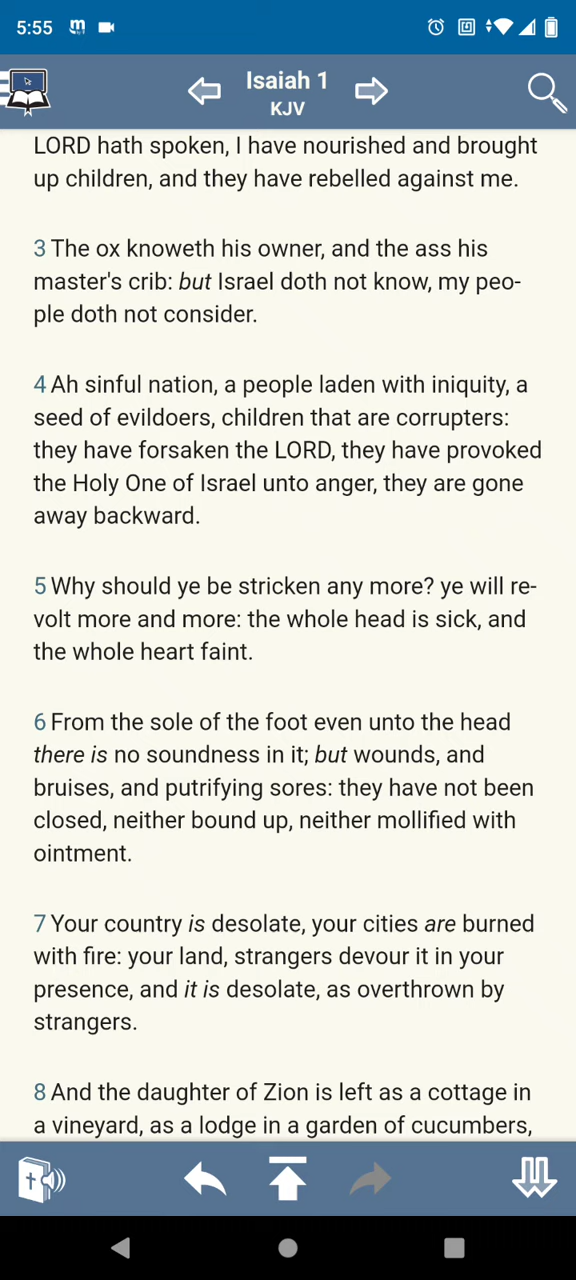 5:55
Isaiah 1
KJV
LORD hath spoken, I have nourished and brought
up children, and they have rebelled against me.
3 The ox knoweth his owner, and the ass his
master's crib: but Israel doth not know, my peo-
ple doth not consider.
4 Ah sinful nation, a people laden with iniquity, a
seed of evildoers, children that are corrupters:
they have forsaken the LORD, they have provoked
the Holy One of Israel unto anger, they are gone
away backward.
5 Why should ye be stricken any more? ye will re-
volt more and more: the whole head is sick, and
the whole heart faint.
6 From the sole of the foot even unto the head
there is no soundness in it; but wounds, and
bruises, and putrifying sores: they have not been
closed, neither bound up, neither mollified with
ointment.
7 Your country is desolate, your cities are burned
with fire: your land, strangers devour it in your
presence, and it is desolate, as overthrown by
strangers.
8 And the daughter of Zion is left as a cottage in
a vineyard, as a lodge in a garden of cucumbers,